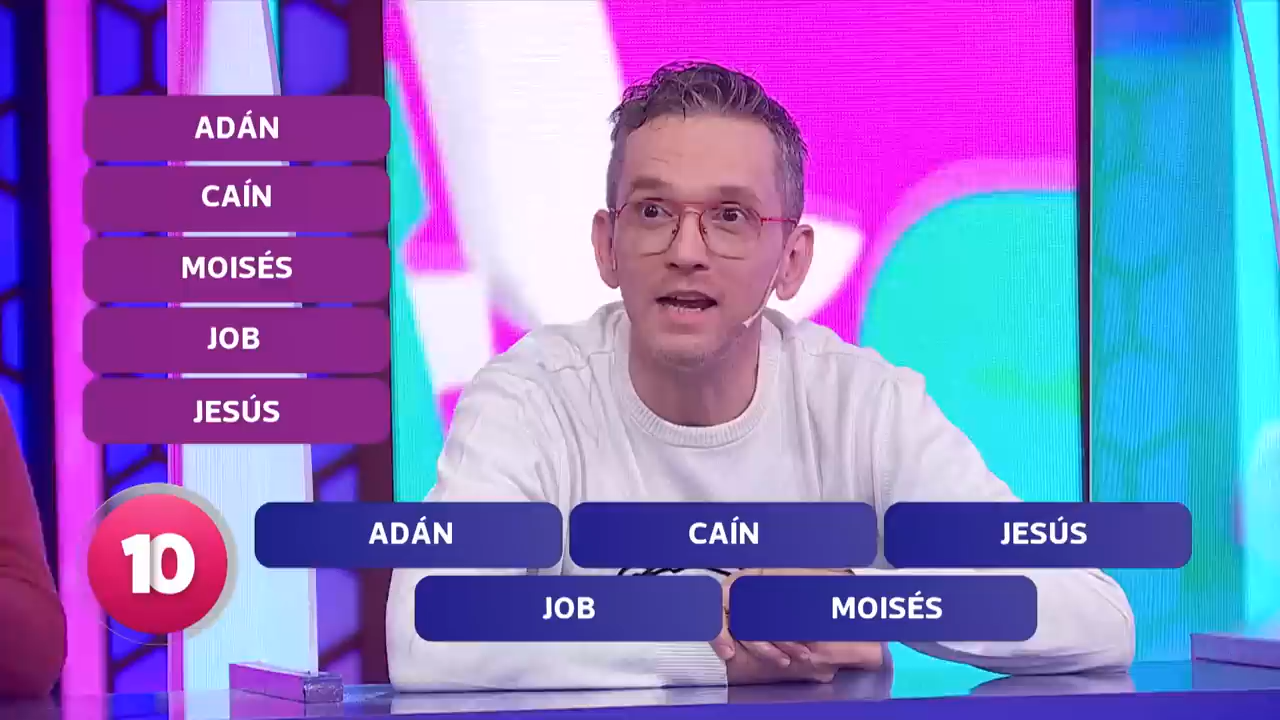 ADÁN
CAÍN
MOISÉS
JOB
JESÚS
10
ADÁN CAÍN JESÚS
JOB MOISÉS